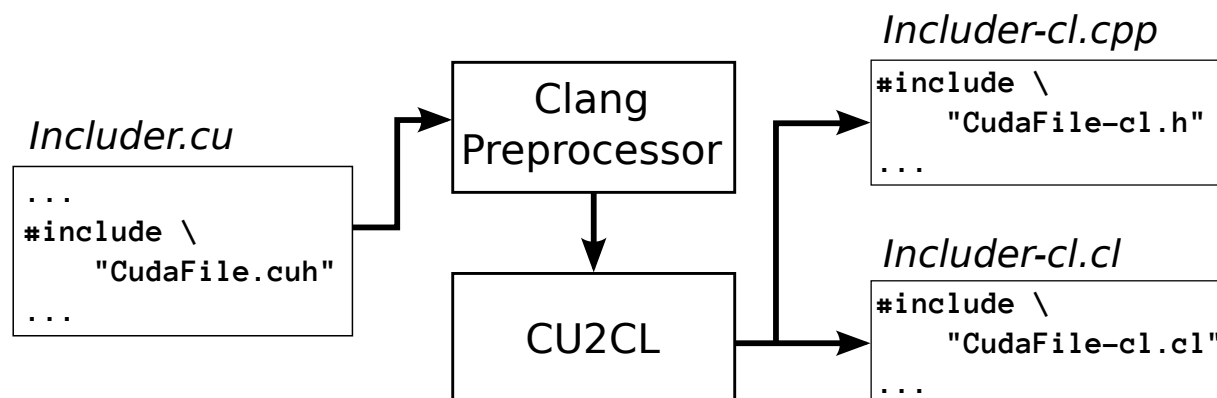 Includer.cu
...
#include \
"CudaFile.cuh"
...
Clang
Preprocessor
CU2CL
Includer-cl.cpp
#include \
"CudaFile-cl.h"
...
Includer-cl.cl
#include \
"CudaFile-cl.cl"
...